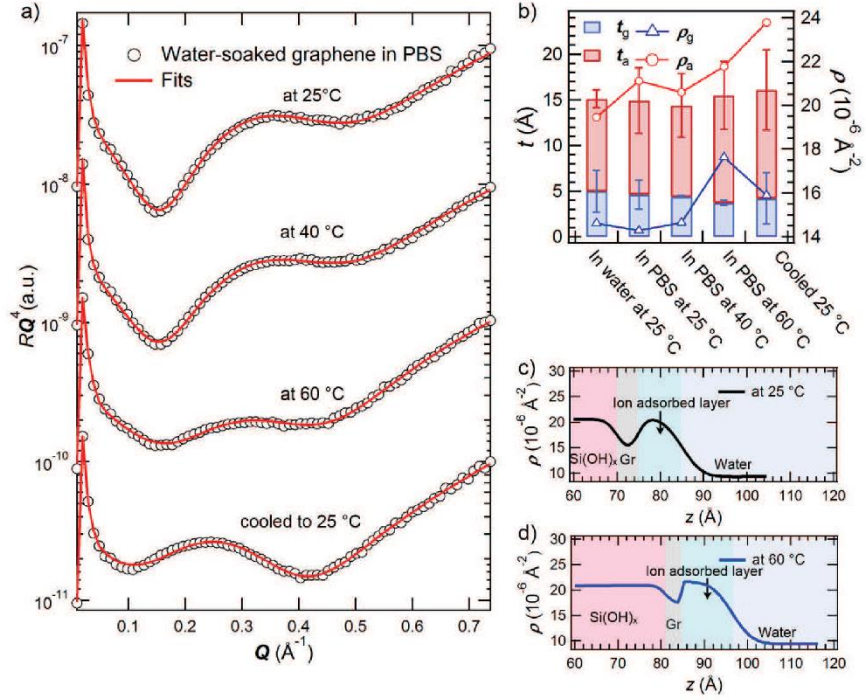 a)
10⁻⁷
10⁻⁸
10⁻⁹
10⁻¹⁰
10⁻¹¹
RQ⁴ (a.u.)
Water-soaked graphene in PBS
Fits
at 25°C
at 40 °C
at 60 °C
cooled to 25 °C
0.1 0.2 0.3 0.4 0.5 0.6 0.7
Q (Å⁻¹)
b)
t_g ρ_g
t_a ρ_a
20
15
10
5
0
t (Å)
24
22
20
18
16
14
ρ (10⁻⁶ Å⁻²)
In water at 25 °C
In PBS at 25 °C
In PBS at 40 °C
In PBS at 60 °C
Cooled 25 °C
c)
30
25
20
15
10
ρ (10⁻⁶ Å⁻²)
at 25 °C
Ion adsorbed layer
Si(OH)ₓ Gr
Water
60 70 80 90 100 110 120
z (Å)
d)
30
25
20
15
10
ρ (10⁻⁶ Å⁻²)
at 60 °C
Ion adsorbed layer
Si(OH)ₓ
Gr
Water
60 70 80 90 100 110 120
z (Å)